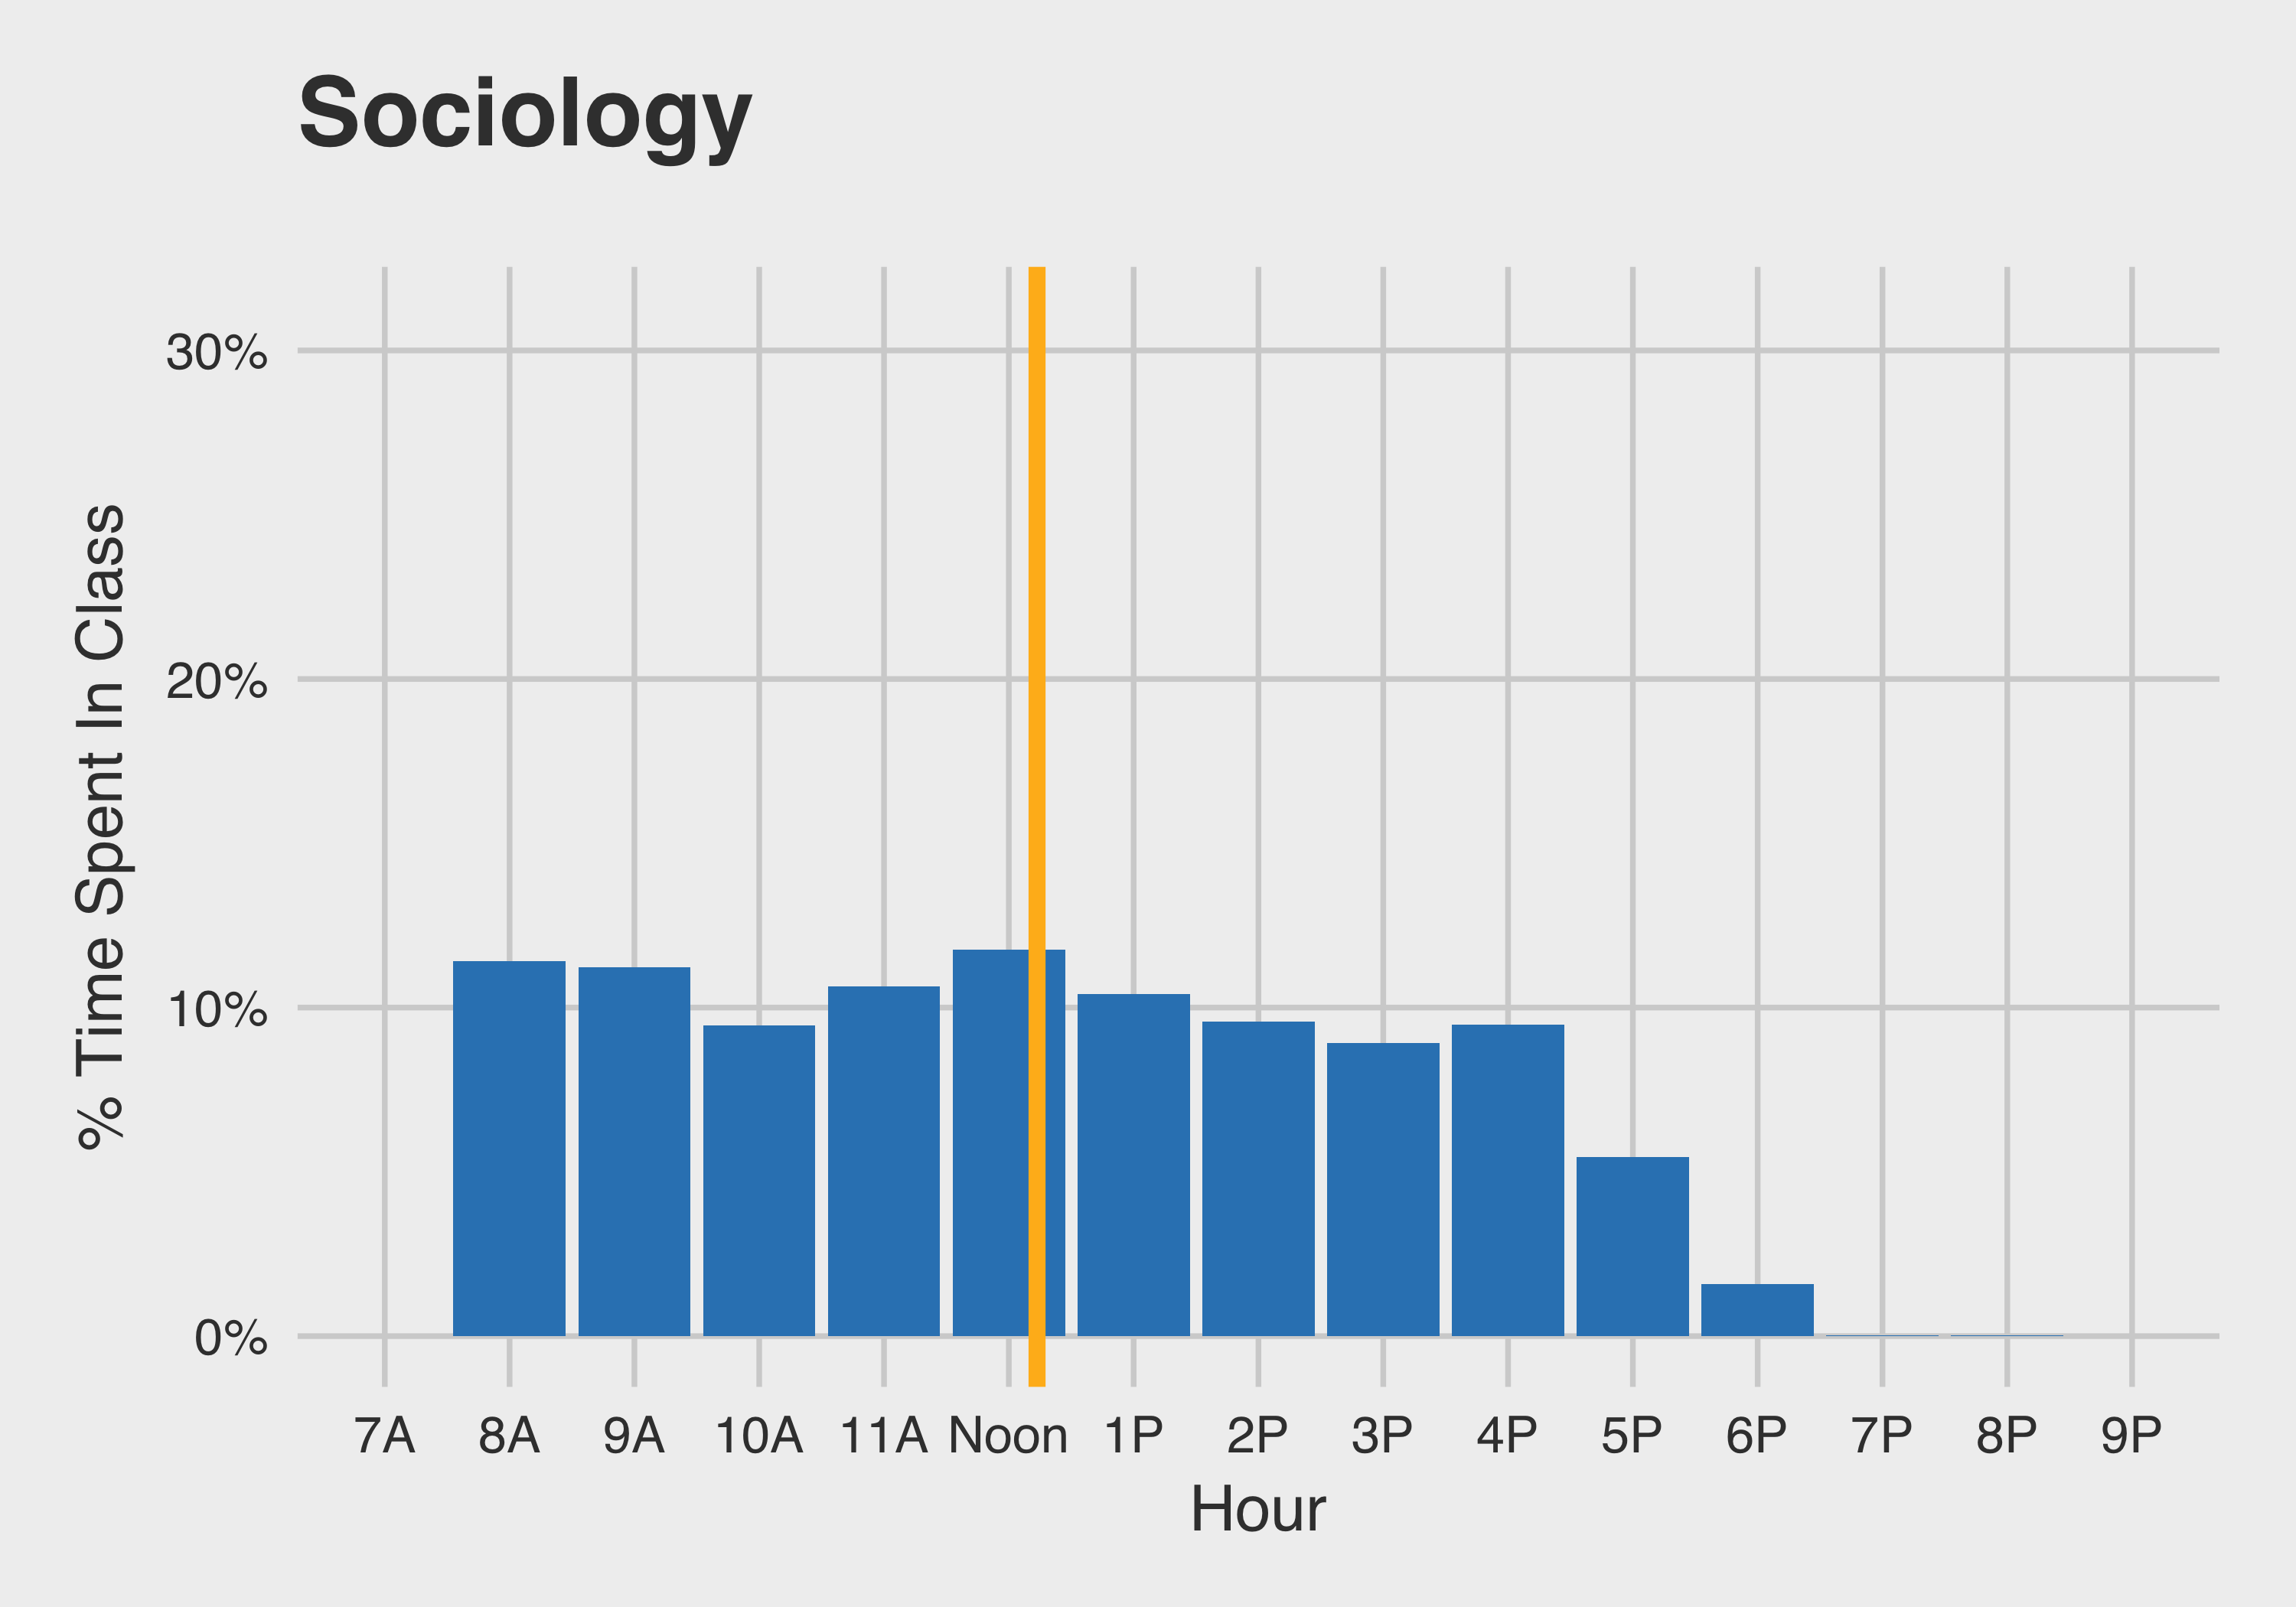 Sociology
% Time Spent In Class
30%
20%
10%
0%
7A 8A 9A 10A 11A Noon 1P 2P 3P 4P 5P 6P 7P 8P 9P
Hour